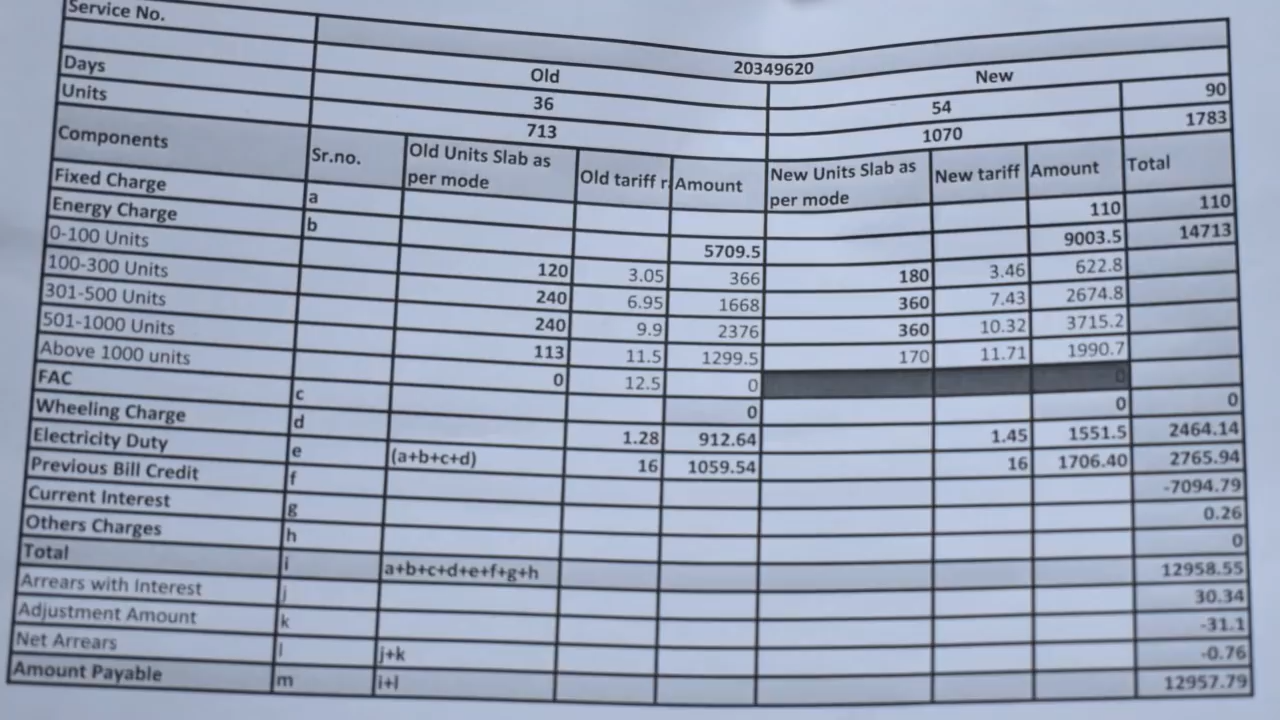 Service No. 20349620
Old New
Days 36 54 90
Units 713 1070 1783
Components Sr.no. Old Units Slab as per mode Old tariff r Amount New Units Slab as per mode New tariff Amount Total
Fixed Charge a 110 110
Energy Charge b 5709.5 9003.5 14713
0-100 Units 120 3.05 366 180 3.46 622.8
100-300 Units 240 6.95 1668 360 7.43 2674.8
301-500 Units 240 9.9 2376 360 10.32 3715.2
501-1000 Units 113 11.5 1299.5 170 11.71 1990.7
Above 1000 units 0 12.5 0 0
FAC c 0 0 0
Wheeling Charge d 1.28 912.64 1.45 1551.5 2464.14
Electricity Duty e (a+b+c+d) 16 1059.54 16 1706.40 2765.94
Previous Bill Credit f -7094.79
Current Interest g 0.26
Others Charges h 0
Total i a+b+c+d+e+f+g+h 12958.55
Arrears with Interest j 30.34
Adjustment Amount k -31.1
Net Arrears l j+k -0.76
Amount Payable m i+l 12957.79